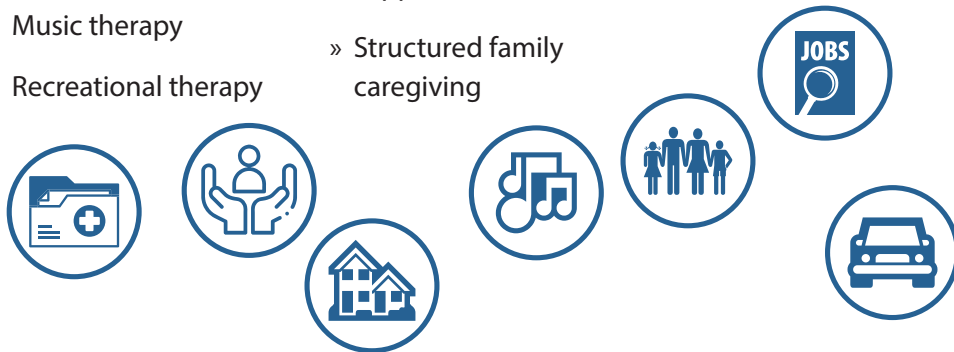 Music therapy
Recreational therapy
» Structured family
caregiving
JOBS